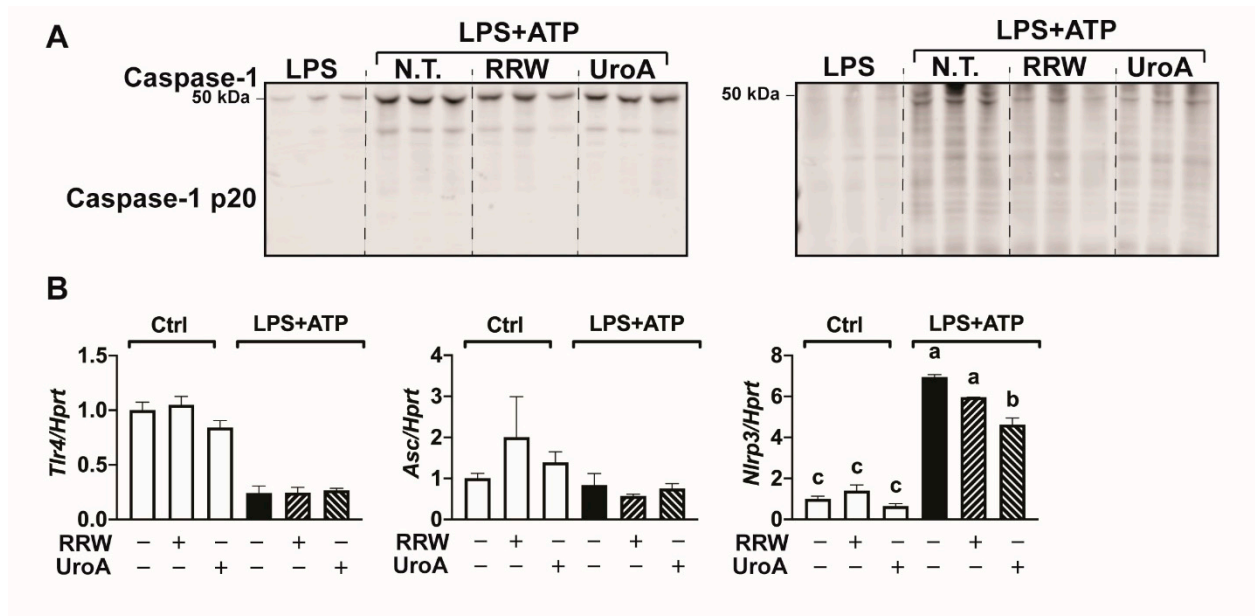 A
LPS+ATP
LPS+ATP
Caspase-1
LPS
N.T.
RRW
UroA
LPS
N.T.
RRW
UroA
50 kDa
50 kDa
Caspase-1 p20
B
Ctrl
LPS+ATP
1.5
1.0
0.5
0.0
Tlr4/Hprt
RRW – + – – + –
UroA – – + – – +
Ctrl
LPS+ATP
4
3
2
1
0
Asc/Hprt
RRW – + – – + –
UroA – – + – – +
Ctrl
LPS+ATP
8
6
4
2
0
Nlrp3/Hprt
c c c a a b
RRW – + – – + –
UroA – – + – – +